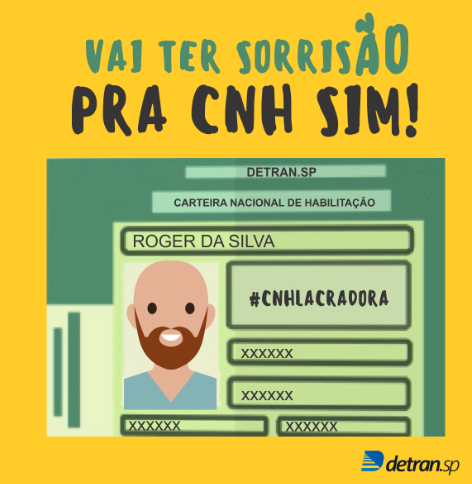 VAI TER SORRISÃO
PRA CNH SIM!
DETRAN.SP
CARTEIRA NACIONAL DE HABILITAÇÃO
ROGER DA SILVA
#CNHLACRADORA
XXXXXX
XXXXXX
XXXXXX XXXXXX
detran.sp